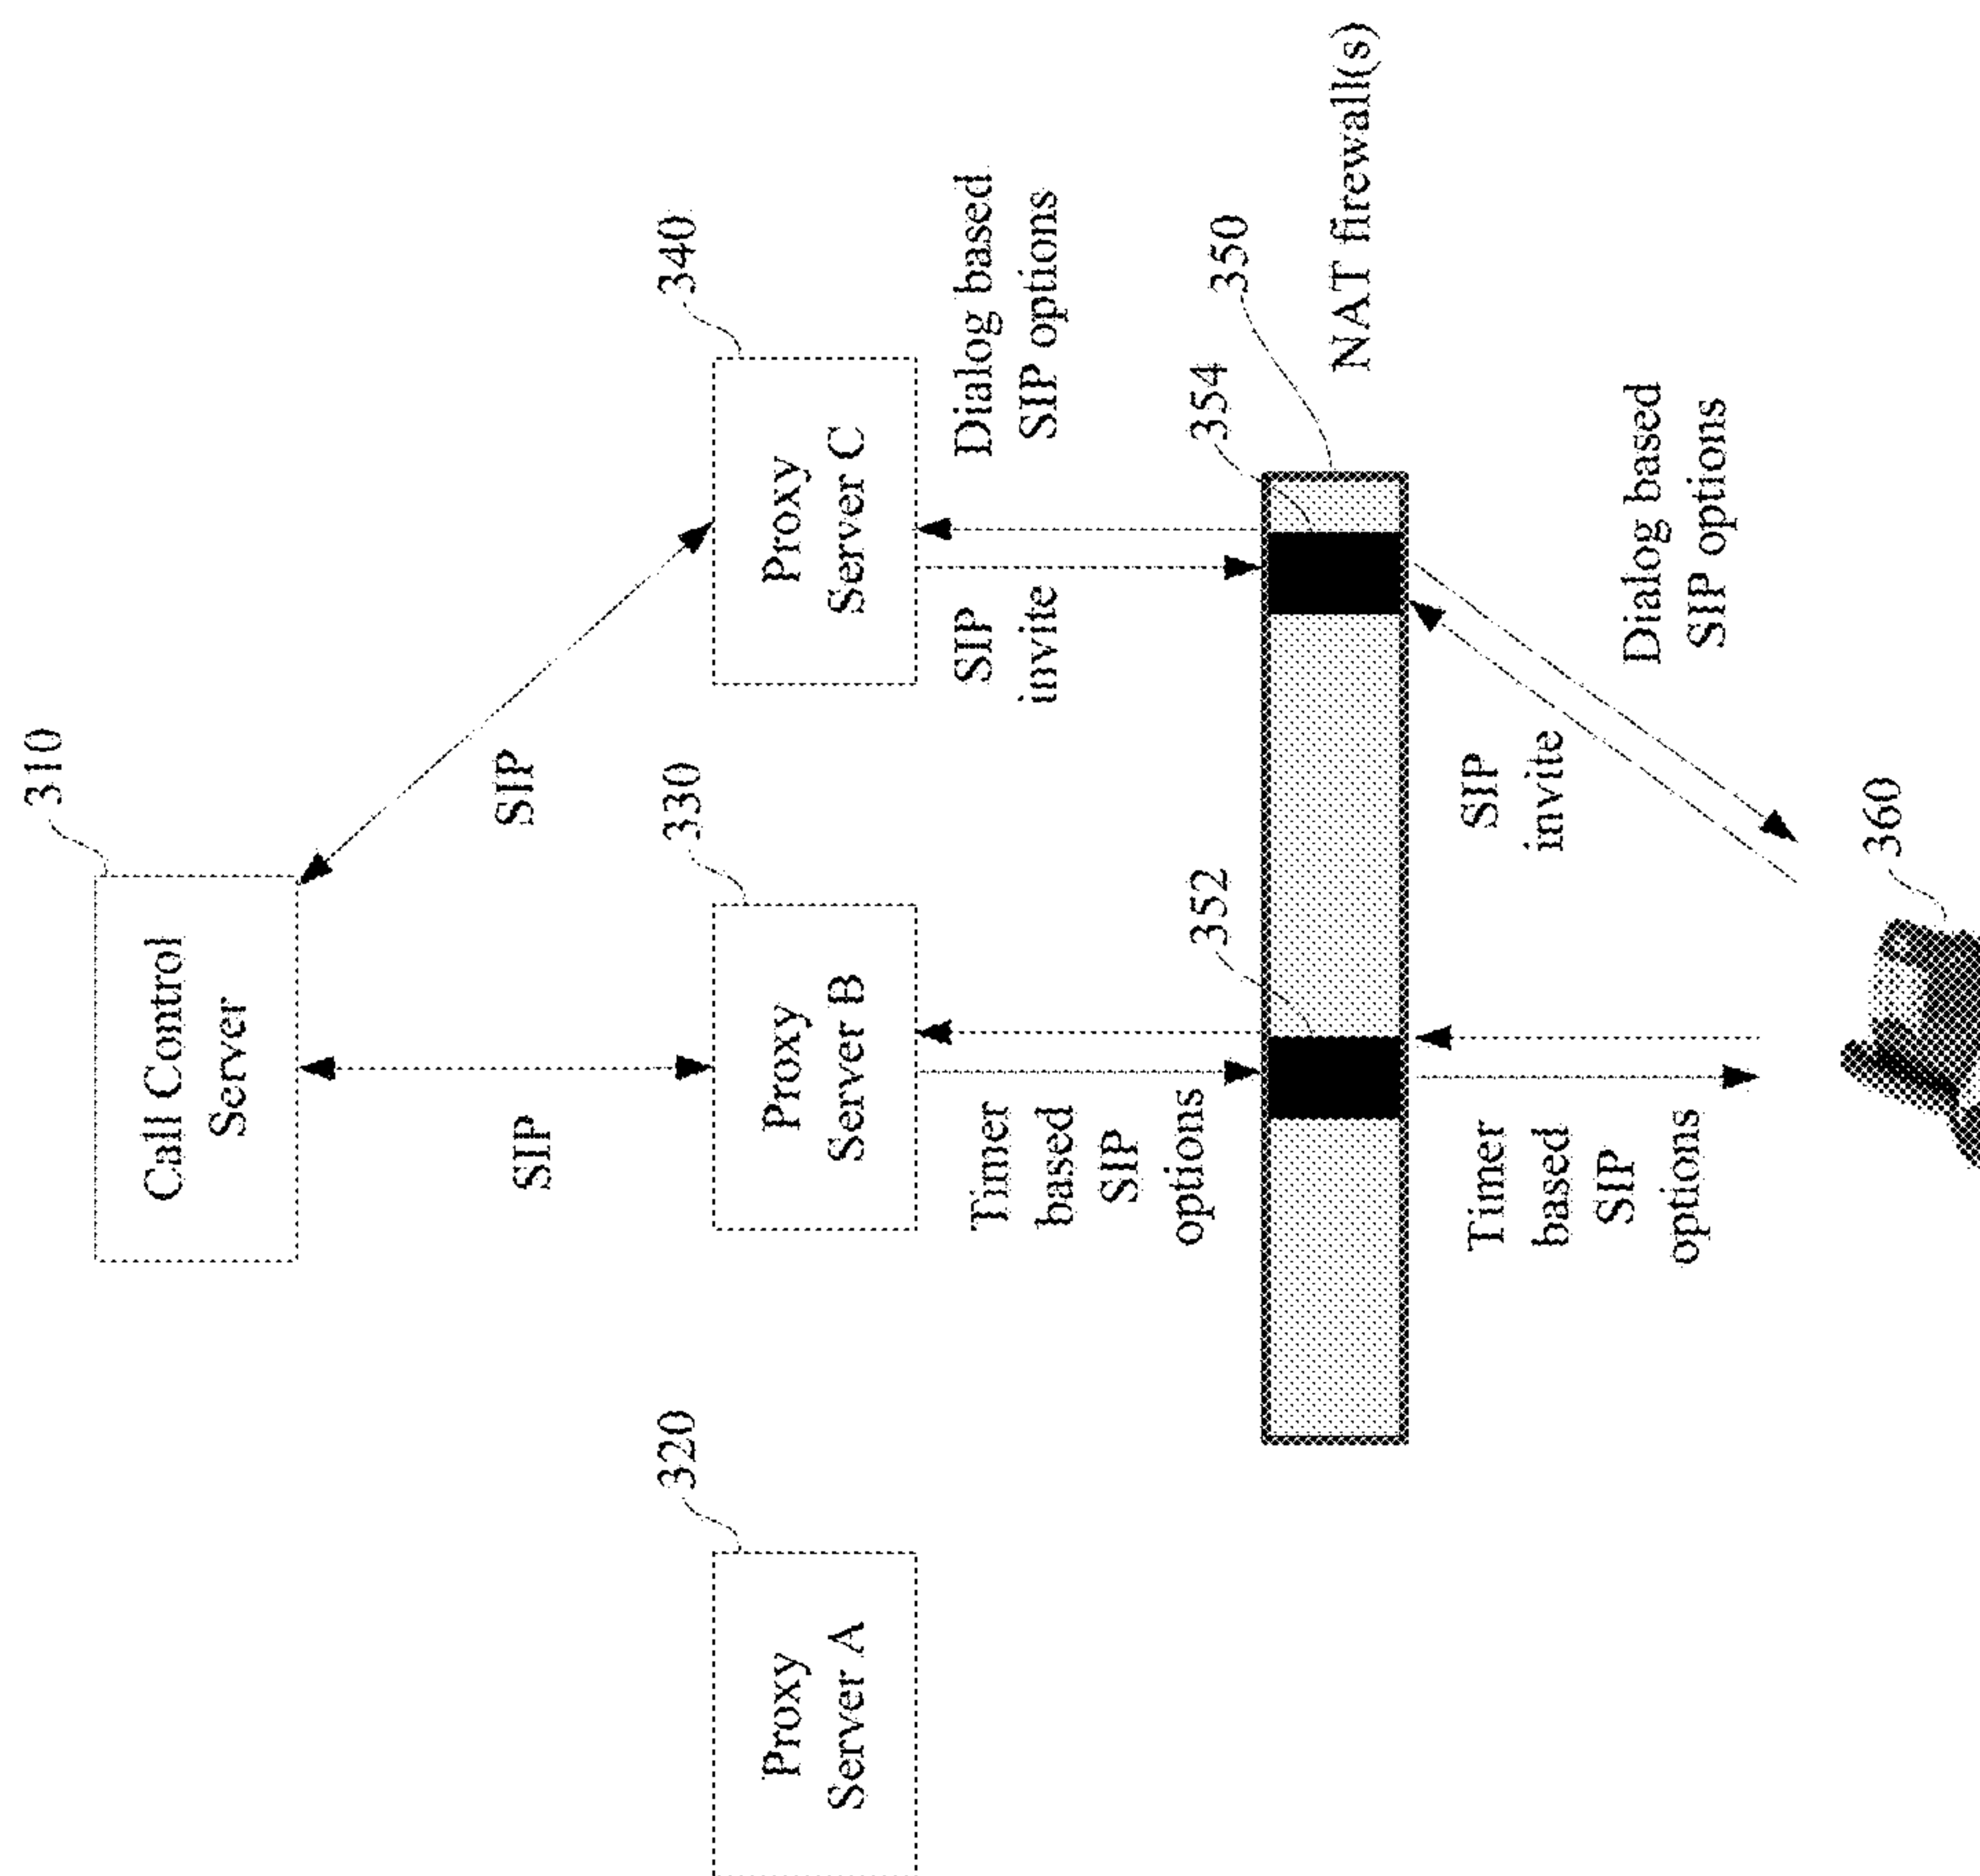 310
Call Control
Server
SIP
SIP
320
Proxy
Server A
330
Proxy
Server B
340
Proxy
Server C
Timer
based
SIP
options
SIP
invite
Dialog based
SIP options
352
354
350
NAT firewall(s)
Timer
based
SIP
options
SIP
invite
Dialog based
SIP options
360